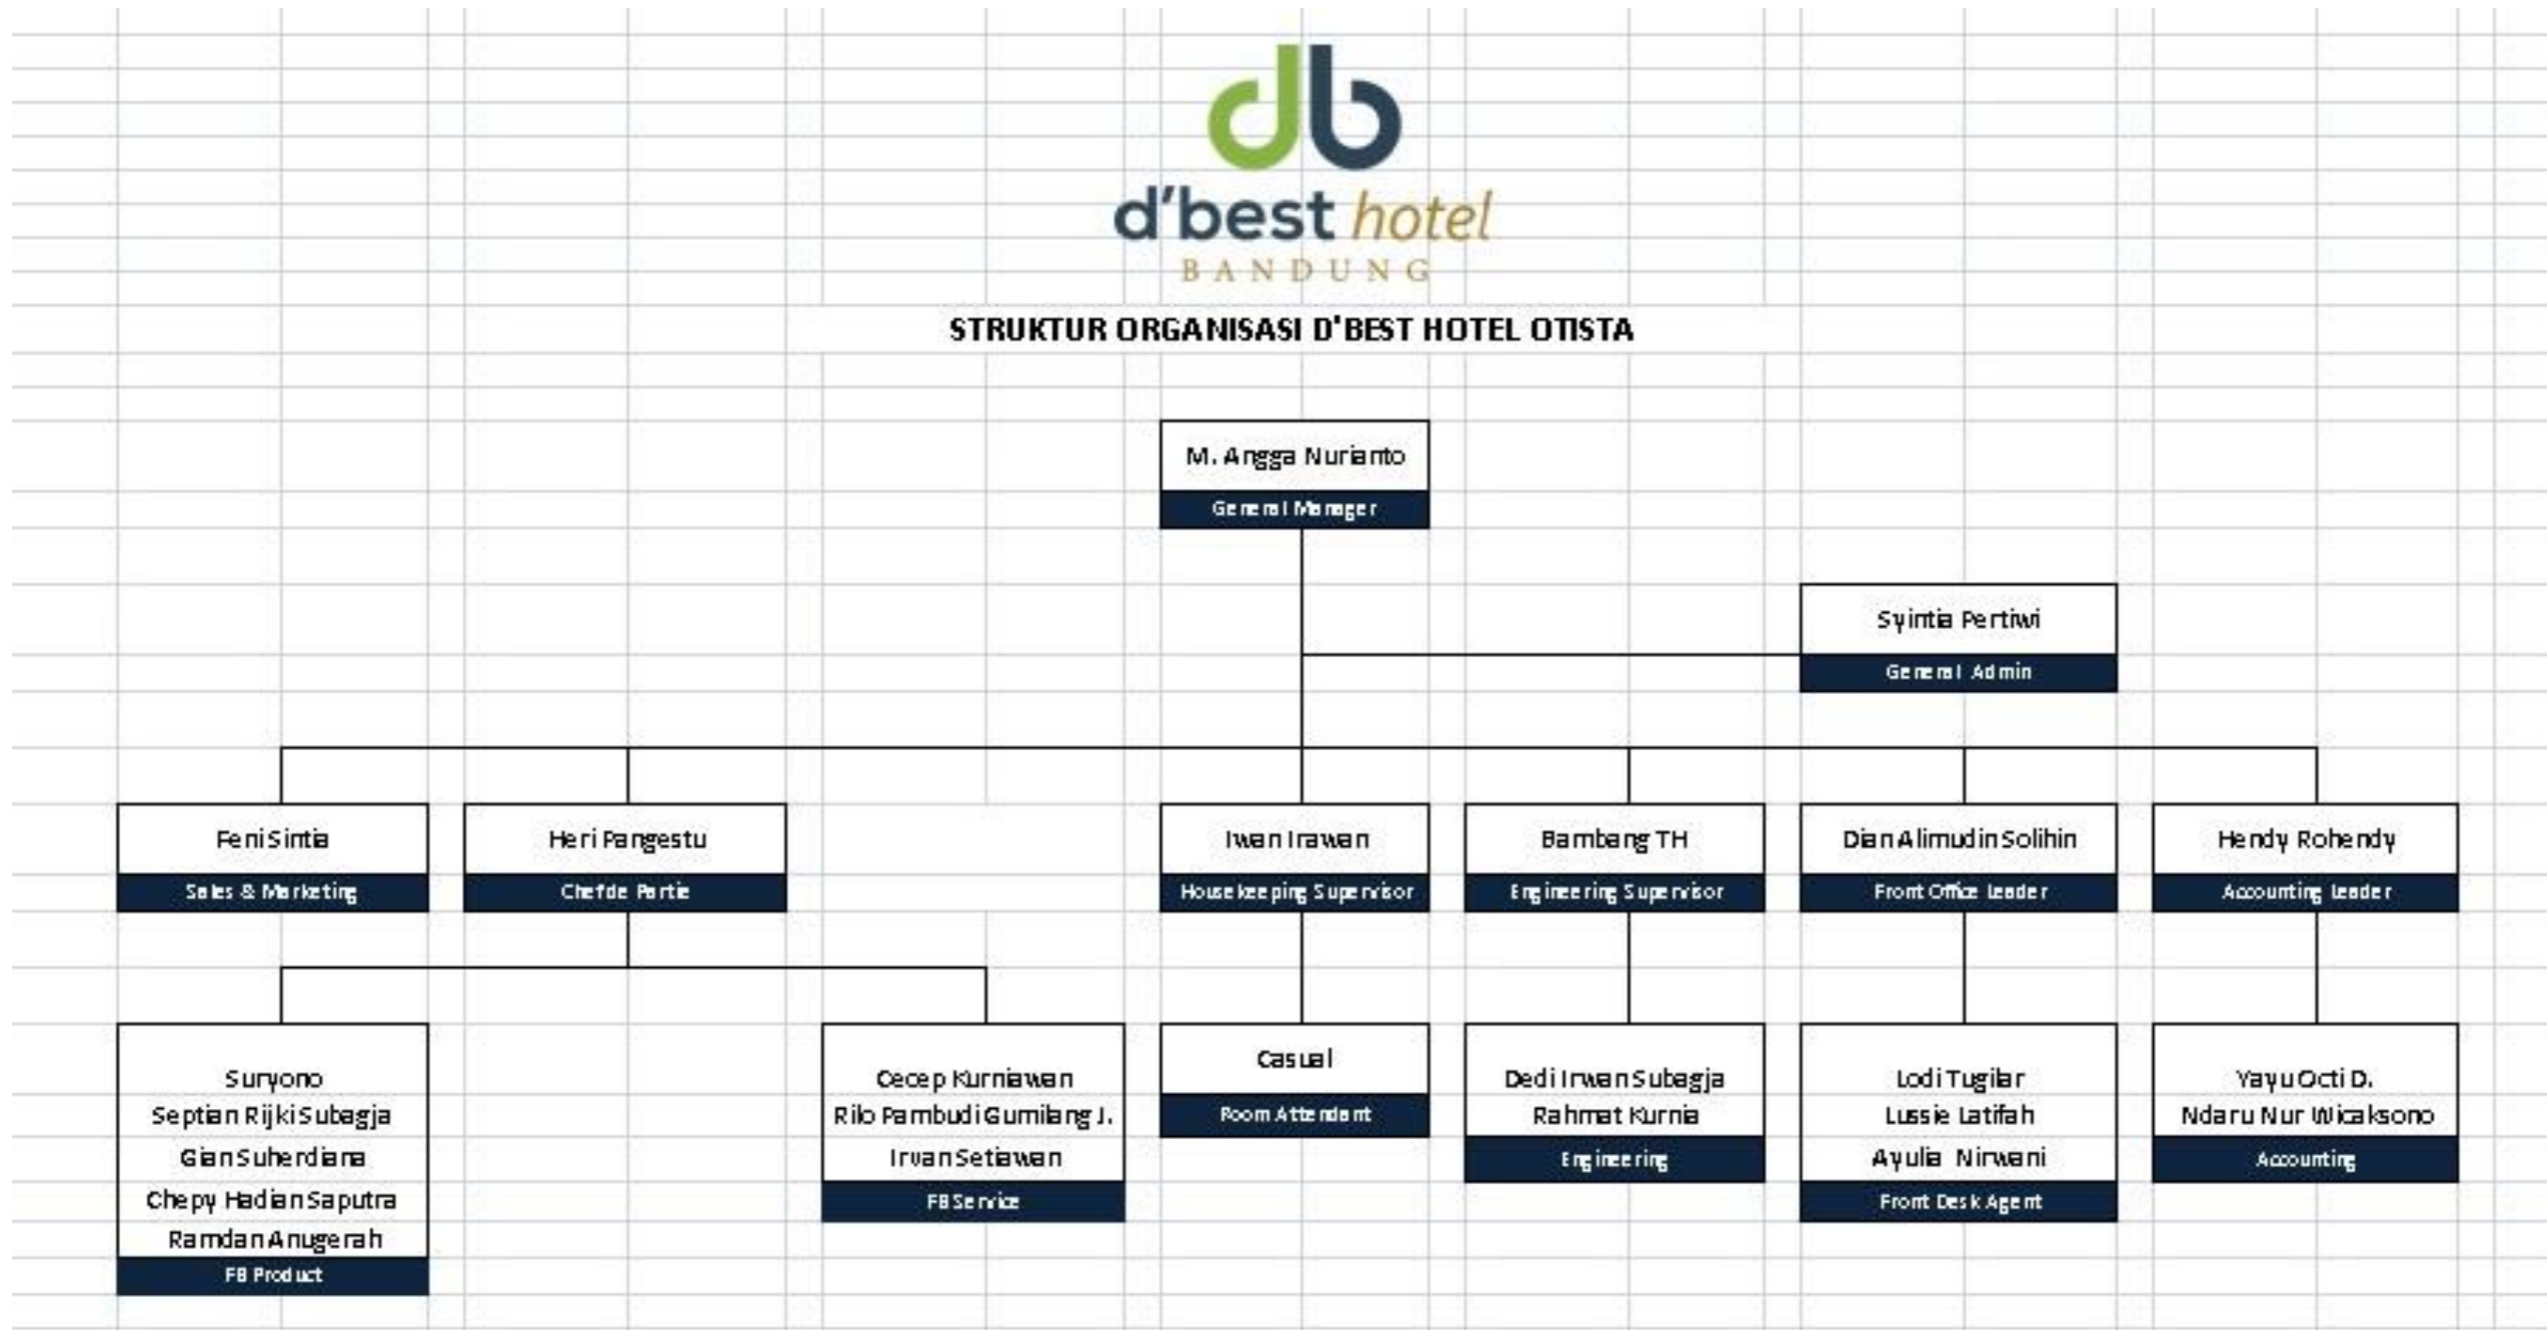 db
d'best hotel
BANDUNG
STRUKTUR ORGANISASI D'BEST HOTEL OTISTA
M. Angga Nurianto
General Manager
Syintia Pertiwi
General Admin
Feni Sintia
Sales & Marketing
Heri Pangestu
Chef de Partie
Iwan Irawan
Housekeeping Supervisor
Bambang TH
Engineering Supervisor
Dian Alimudin Solihin
Front Office Leader
Hendy Rohendy
Accounting Leader
Suryono
Septian Rijki Subagja
Gian Suherdiana
Chepy Hadian Saputra
Ramdan Anugerah
FB Product
Cecep Kurniawan
Rilo Pambudi Gumilang J.
Irvan Setiawan
FB Service
Casual
Room Attendant
Dedi Irwan Subagja
Rahmat Kurnia
Engineering
Lodi Tugilar
Lussie Latifah
Ayulia Nirwani
Front Desk Agent
Yayu Octi D.
Ndaru Nur Wicaksono
Accounting